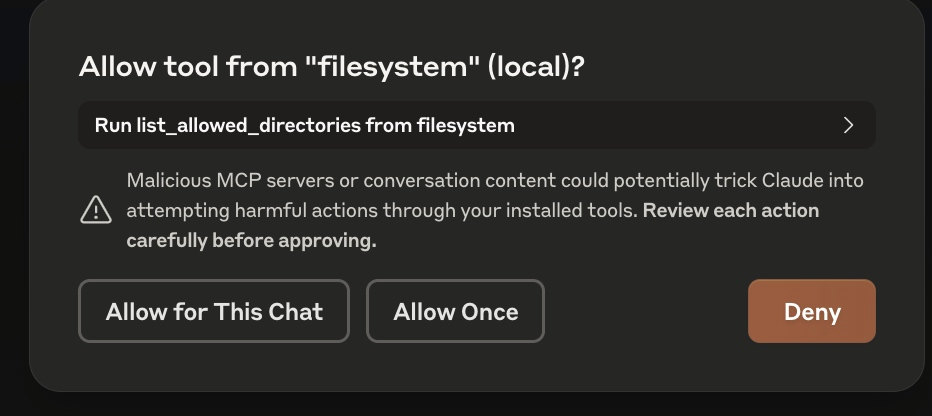 Allow tool from "filesystem" (local)?
Run list_allowed_directories from filesystem
Malicious MCP servers or conversation content could potentially trick Claude into
attempting harmful actions through your installed tools. Review each action
carefully before approving.
Allow for This Chat
Allow Once
Deny